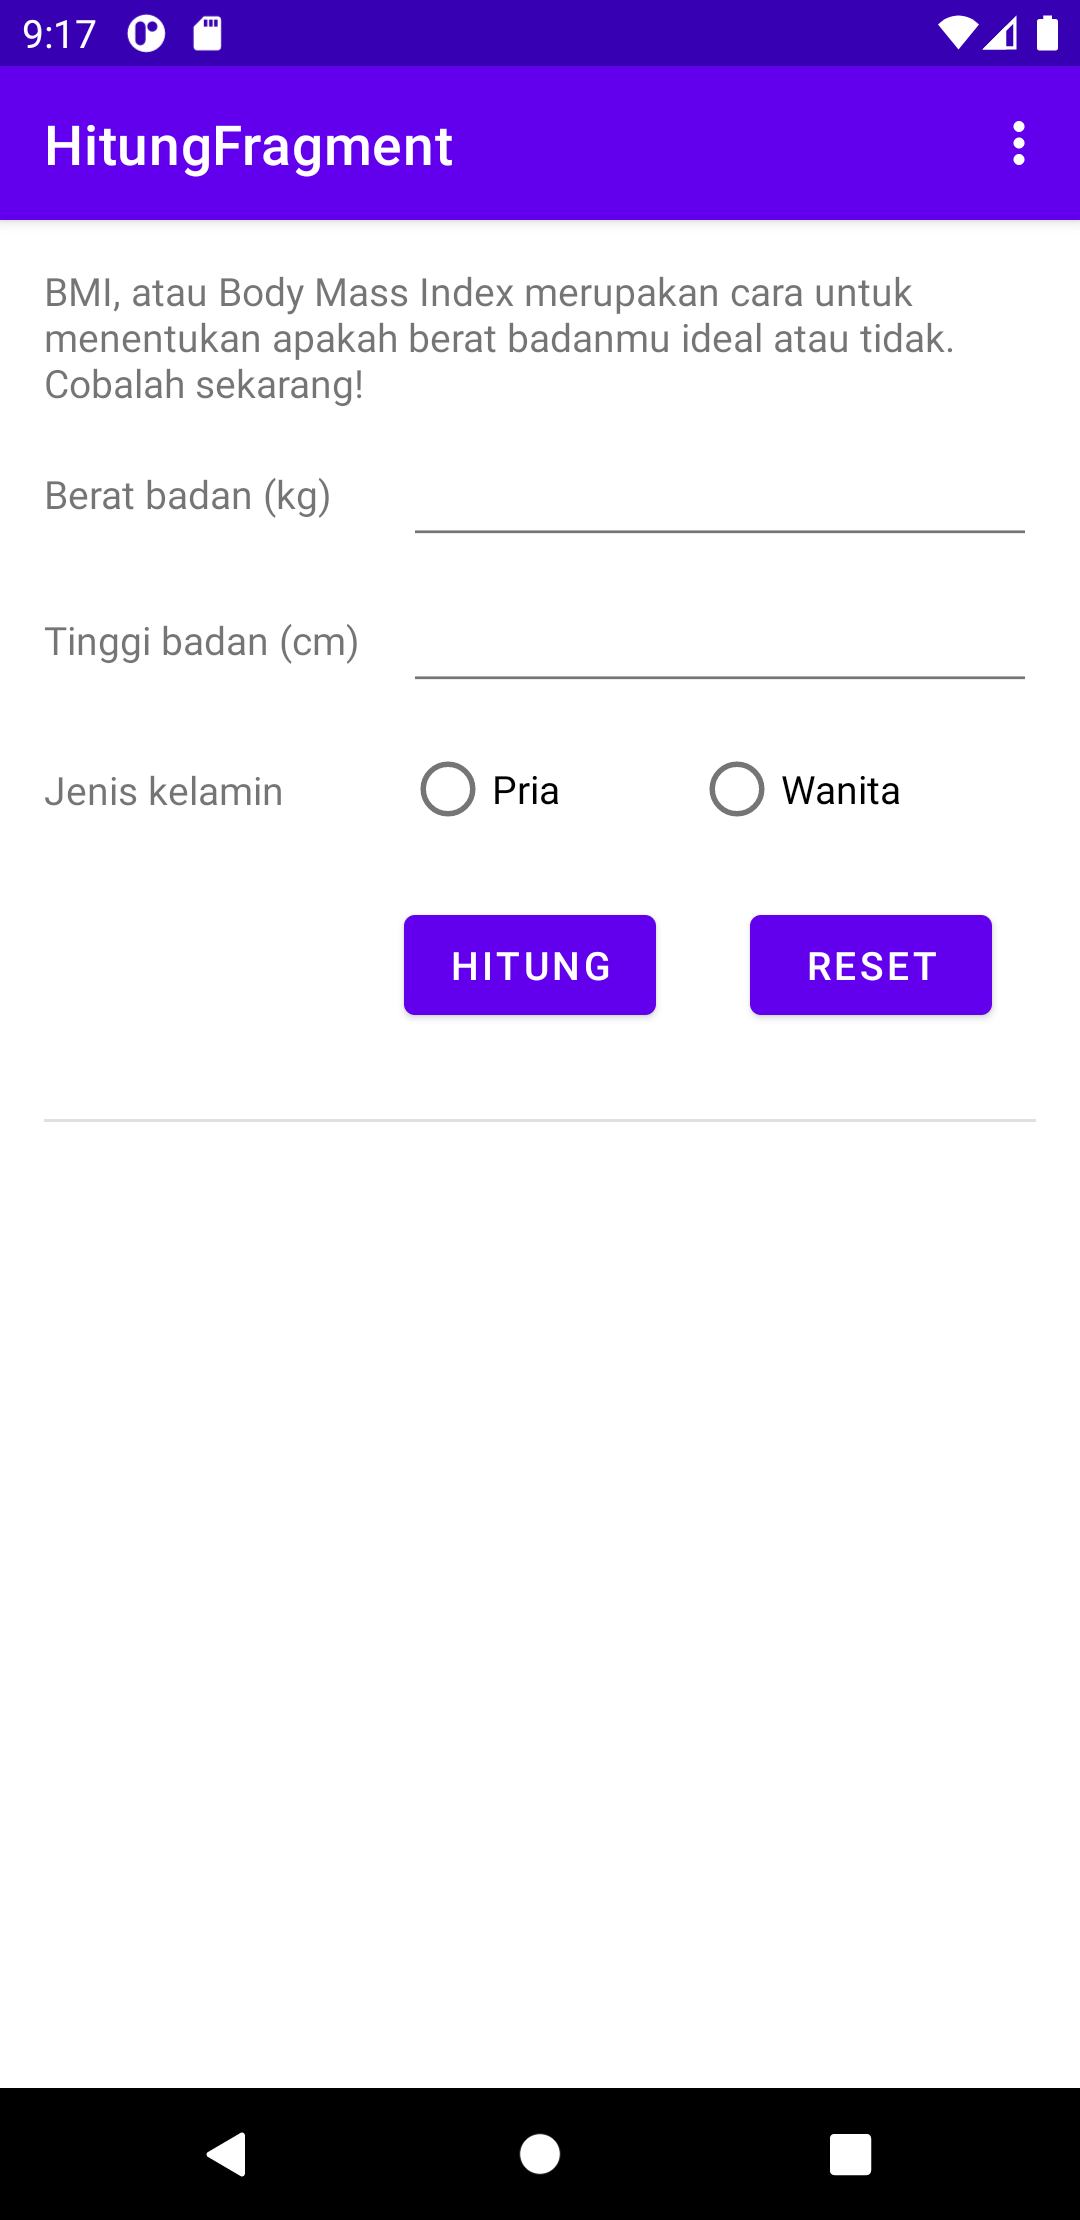 9:17
HitungFragment
BMI, atau Body Mass Index merupakan cara untuk
menentukan apakah berat badanmu ideal atau tidak.
Cobalah sekarang!
Berat badan (kg)
Tinggi badan (cm)
Jenis kelamin Pria Wanita
HITUNG RESET